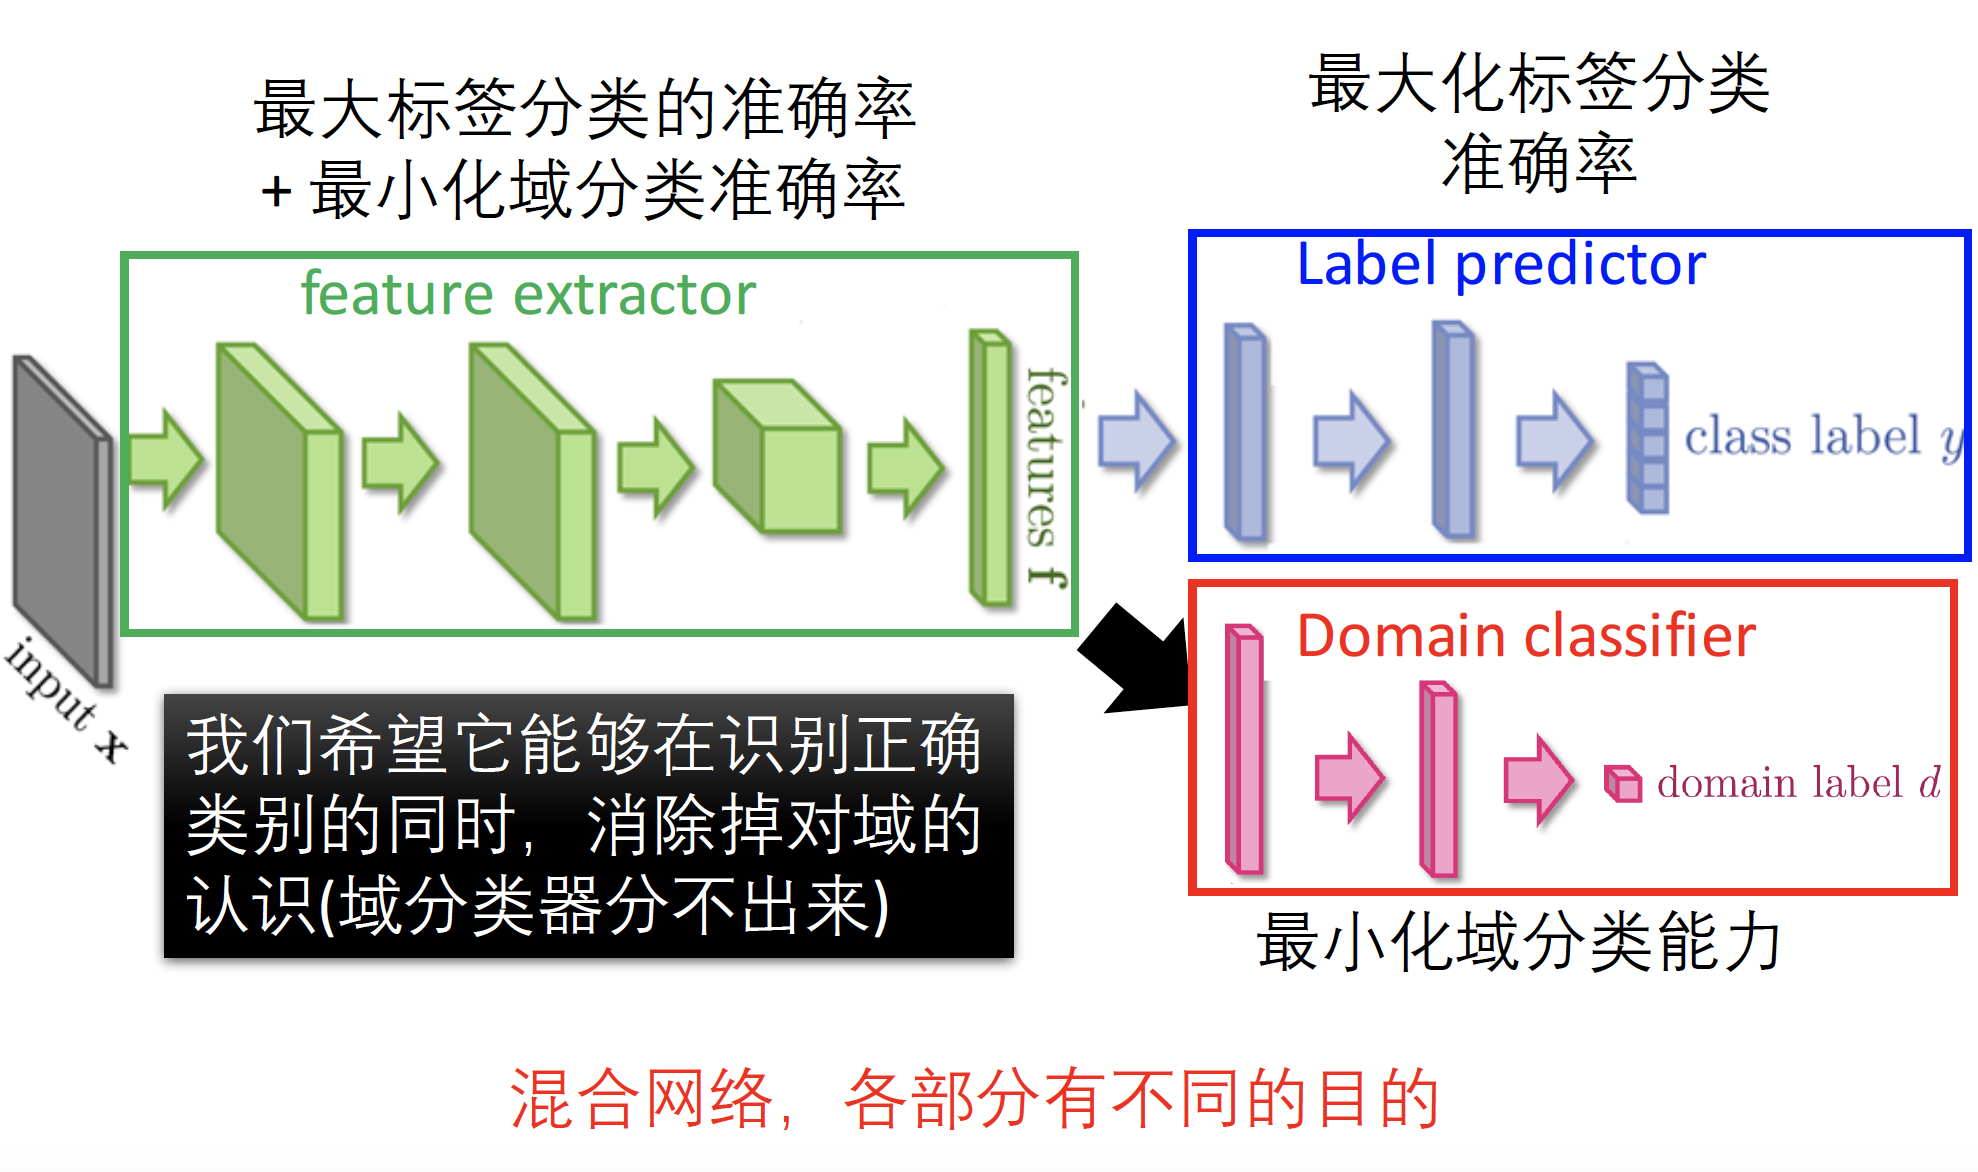 最大标签分类的准确率
+ 最小化域分类准确率
最大化标签分类
准确率
feature extractor
Label predictor
features f
class label y
input x
Domain classifier
domain label d
我们希望它能够在识别正确
类别的同时，消除掉对域的
认识(域分类器分不出来)
最小化域分类能力
混合网络，各部分有不同的目的